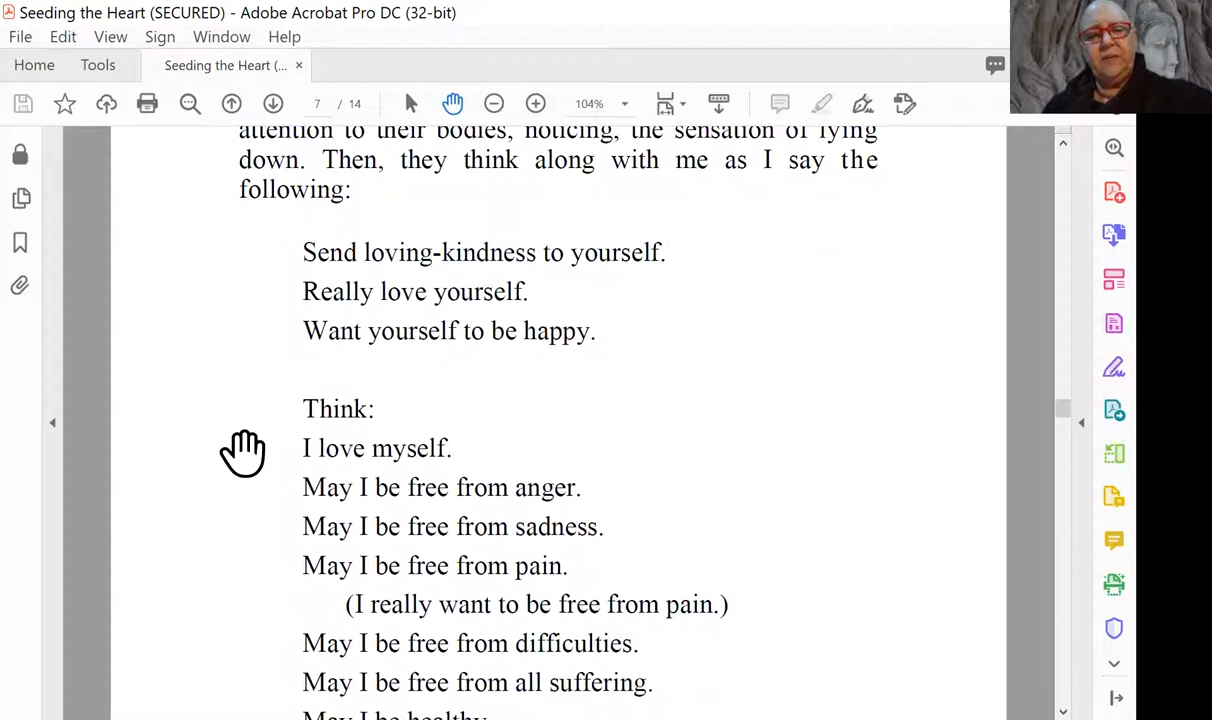 Seeding the Heart (SECURED) - Adobe Acrobat Pro DC (32-bit)
File Edit View Sign Window Help
Home Tools Seeding the Heart (... ×
7 / 14 104%
attention to their bodies, noticing, the sensation of lying
down. Then, they think along with me as I say the
following:
Send loving-kindness to yourself.
Really love yourself.
Want yourself to be happy.
Think:
I love myself.
May I be free from anger.
May I be free from sadness.
May I be free from pain.
(I really want to be free from pain.)
May I be free from difficulties.
May I be free from all suffering.
May I be healthy